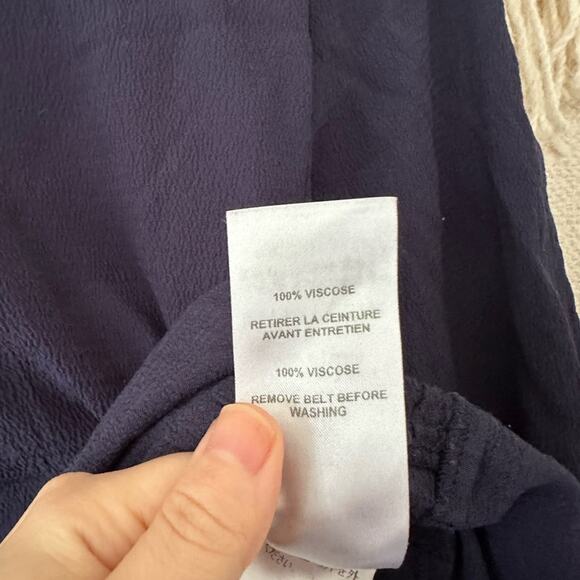 100% VISCOSE
RETIRER LA CEINTURE
AVANT ENTRETIEN
100% VISCOSE
REMOVE BELT BEFORE
WASHING